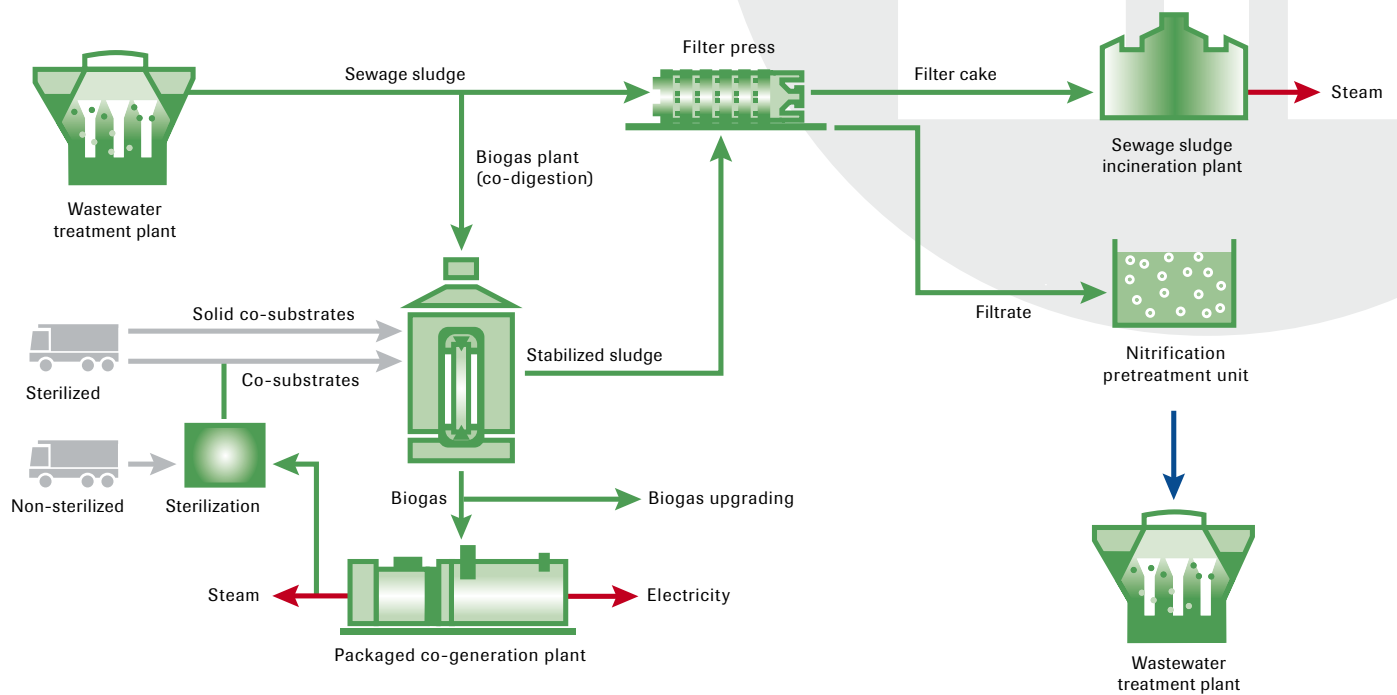 Filter press
Sewage sludge
Filter cake
Steam
Sewage sludge
incineration plant
Biogas plant
(co-digestion)
Wastewater
treatment plant
Solid co-substrates
Filtrate
Stabilized sludge
Nitrification
pretreatment unit
Co-substrates
Sterilized
Non-sterilized
Sterilization
Biogas
Biogas upgrading
Steam
Electricity
Packaged co-generation plant
Wastewater
treatment plant